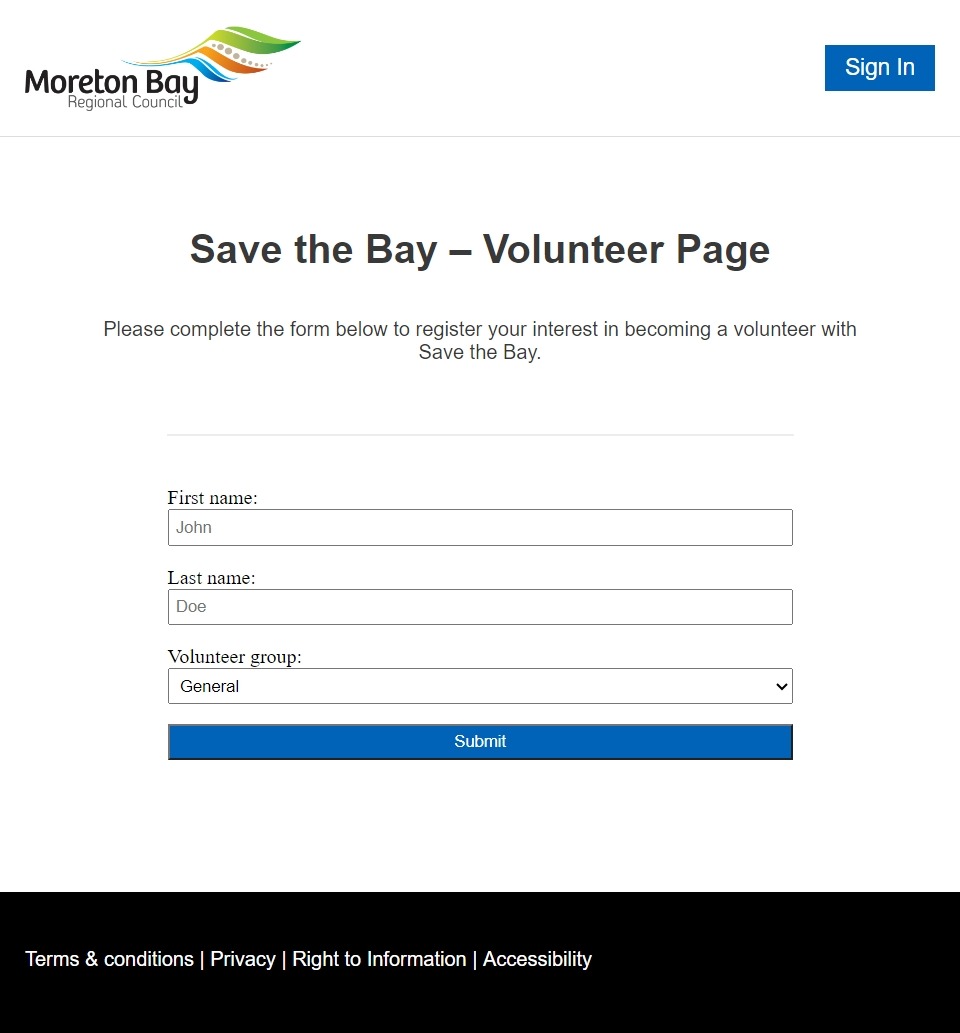 Moreton Bay
Regional Council
Sign In
Save the Bay – Volunteer Page
Please complete the form below to register your interest in becoming a volunteer with
Save the Bay.
First name:
John
Last name:
Doe
Volunteer group:
General
Submit
Terms & conditions | Privacy | Right to Information | Accessibility